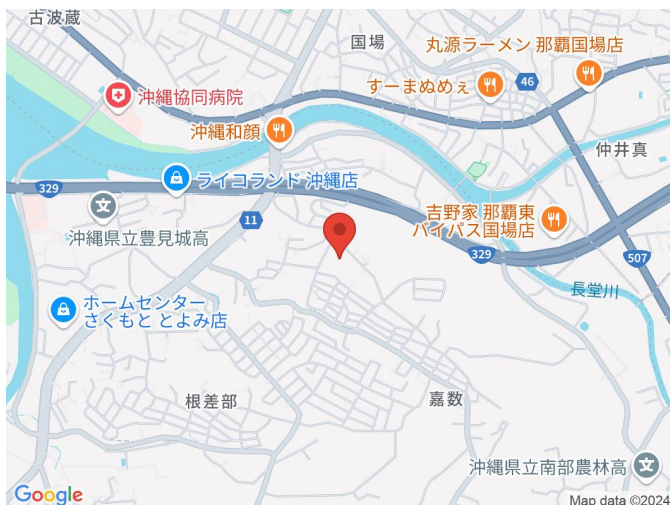 古波蔵
国場
丸源ラーメン 那覇国場店
46
すーまぬめぇ
沖縄協同病院
沖縄和顔
仲井真
329
ライコランド 沖縄店
沖縄県立豊見城高
11
吉野家 那覇東
バイパス国場店
329
507
長堂川
ホームセンター
さくもと とよみ店
根差部
嘉数
沖縄県立南部農林高
Google
Map data ©2024